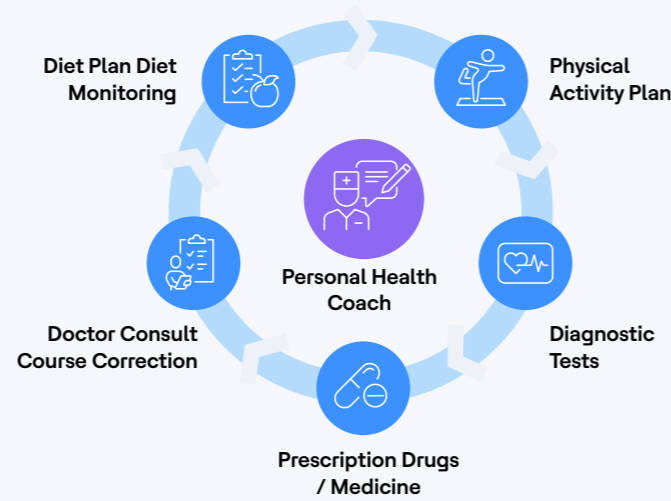 Diet Plan Diet
Monitoring
Physical
Activity Plan
Personal Health
Coach
Doctor Consult
Course Correction
Diagnostic
Tests
Prescription Drugs
/ Medicine